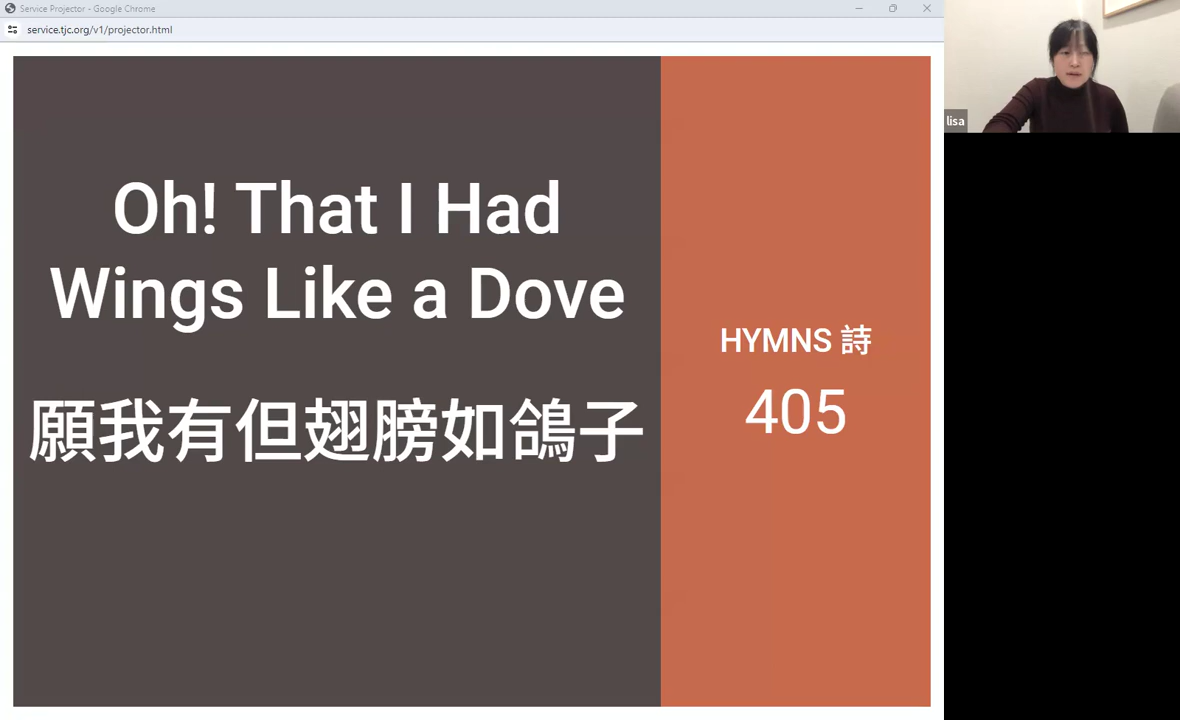 Service Projector - Google Chrome
service.tjc.org/v1/projector.html
Oh! That I Had
Wings Like a Dove
願我有但翅膀如鴿子
HYMNS 詩
405
lisa